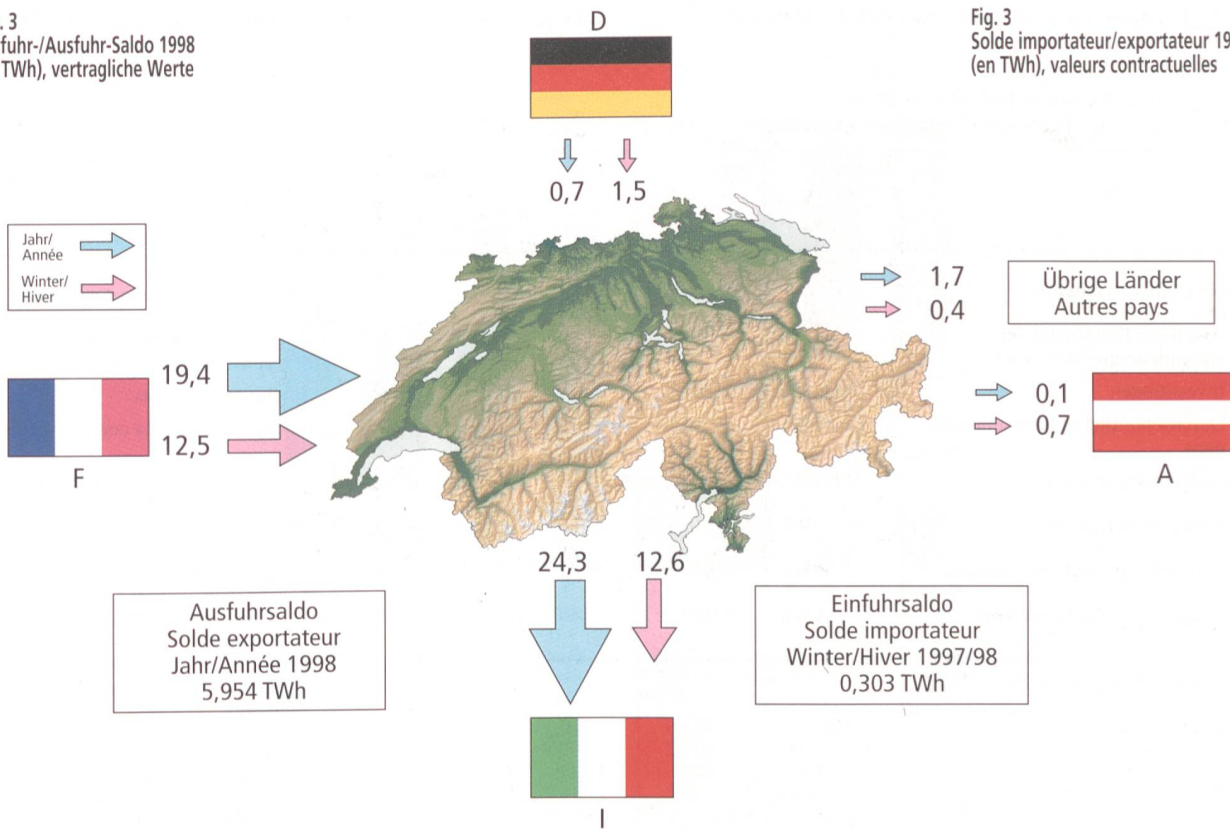 . 3
fuhr-/Ausfuhr-Saldo 1998
TWh), vertragliche Werte
D
Fig. 3
Solde importateur/exportateur 19
(en TWh), valeurs contractuelles
0,7 1,5
Jahr/
Année
Winter/
Hiver
1,7
0,4
Übrige Länder
Autres pays
19,4
12,5
F
0,1
0,7
A
24,3 12,6
Ausfuhrsaldo
Solde exportateur
Jahr/Année 1998
5,954 TWh
Einfuhrsaldo
Solde importateur
Winter/Hiver 1997/98
0,303 TWh
I